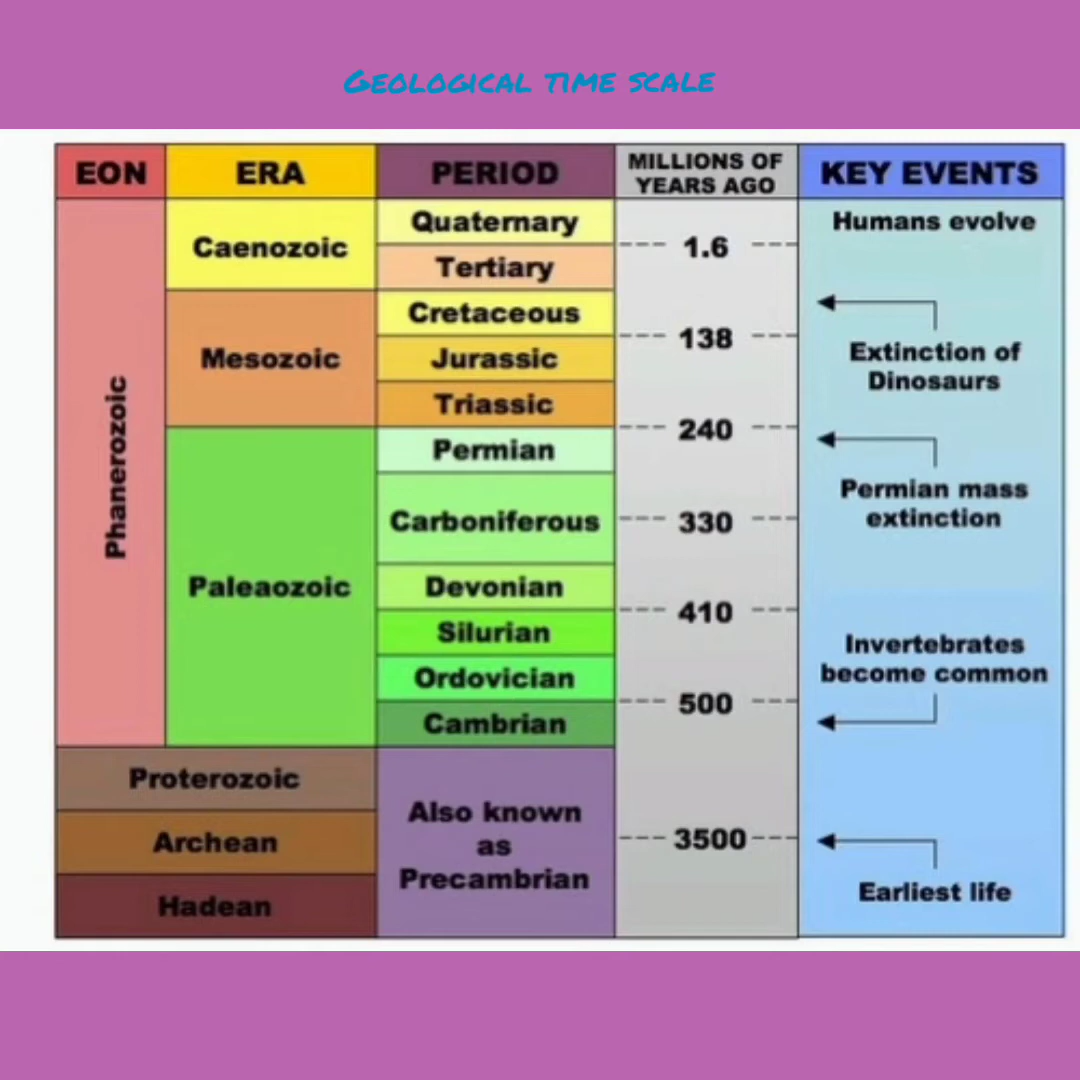 GEOLOGICAL TIME SCALE
EON
ERA
PERIOD
MILLIONS OF
YEARS AGO
KEY EVENTS
Phanerozoic
Caenozoic
Quaternary
Tertiary
1.6
Humans evolve
Mesozoic
Cretaceous
Jurassic
Triassic
138
Extinction of
Dinosaurs
240
Paleaozoic
Permian
Carboniferous
Devonian
Silurian
Ordovician
Cambrian
330
410
500
Permian mass
extinction
Invertebrates
become common
Proterozoic
Archean
Hadean
Also known
as
Precambrian
3500
Earliest life